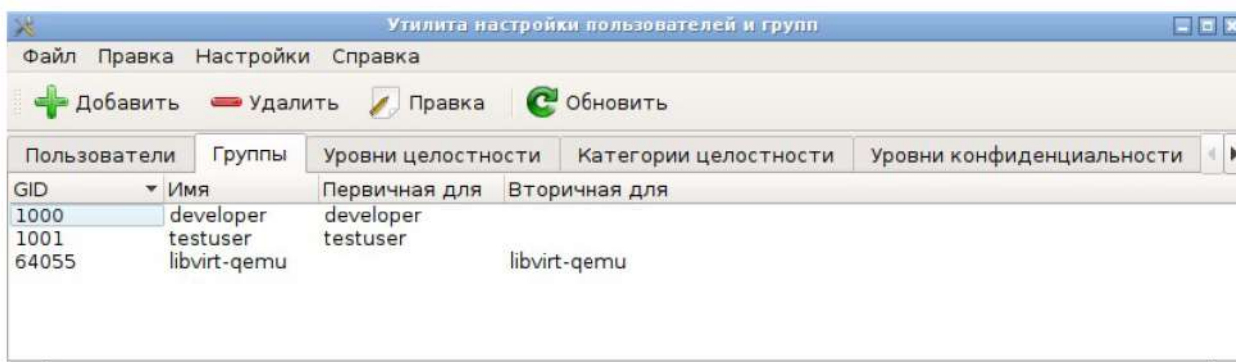 Утилита настройки пользователей и групп
Файл Правка Настройки Справка
Добавить Удалить Правка Обновить
Пользователи Группы Уровни целостности Категории целостности Уровни конфиденциальности
GID Имя Первичная для Вторичная для
1000 developer developer
1001 testuser testuser
64055 libvirt-qemu libvirt-qemu